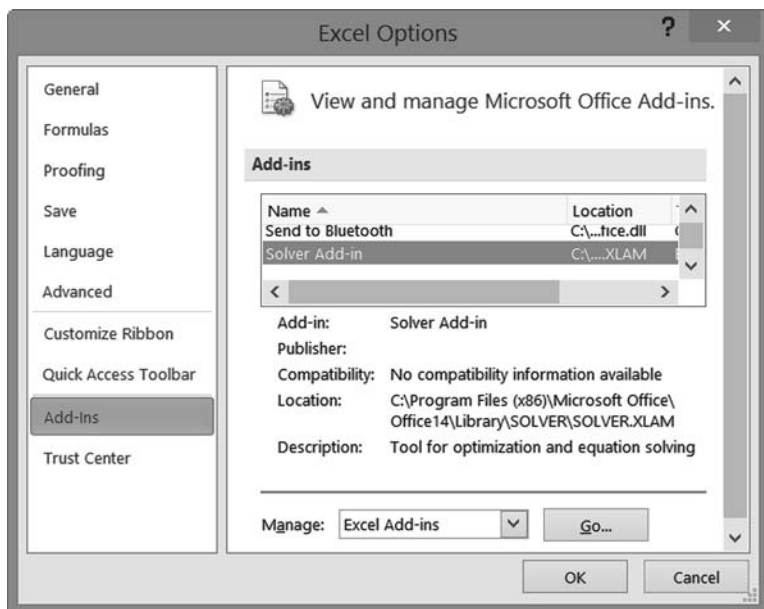 Excel Options
?
×
General
Formulas
Proofing
Save
Language
Advanced
Customize Ribbon
Quick Access Toolbar
Add-Ins
Trust Center
View and manage Microsoft Office Add-ins.
Add-ins
Name Location
Send to Bluetooth C:\...fice.dll
Solver Add-in C:\....XLAM
Add-in: Solver Add-in
Publisher:
Compatibility: No compatibility information available
Location: C:\Program Files (x86)\Microsoft Office\
Office14\Library\SOLVER\SOLVER.XLAM
Description: Tool for optimization and equation solving
Manage: Excel Add-ins Go...
OK Cancel